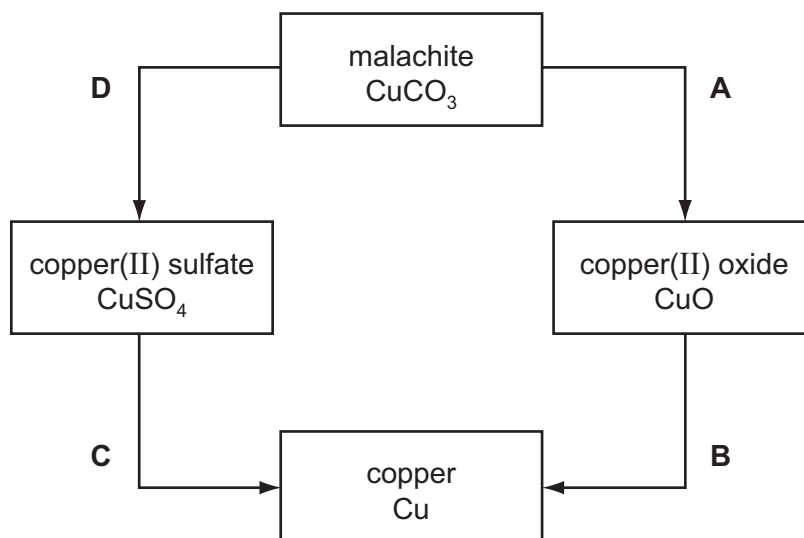 malachite
CuCO₃
D
A
copper(II) sulfate
CuSO₄
copper(II) oxide
CuO
C
B
copper
Cu